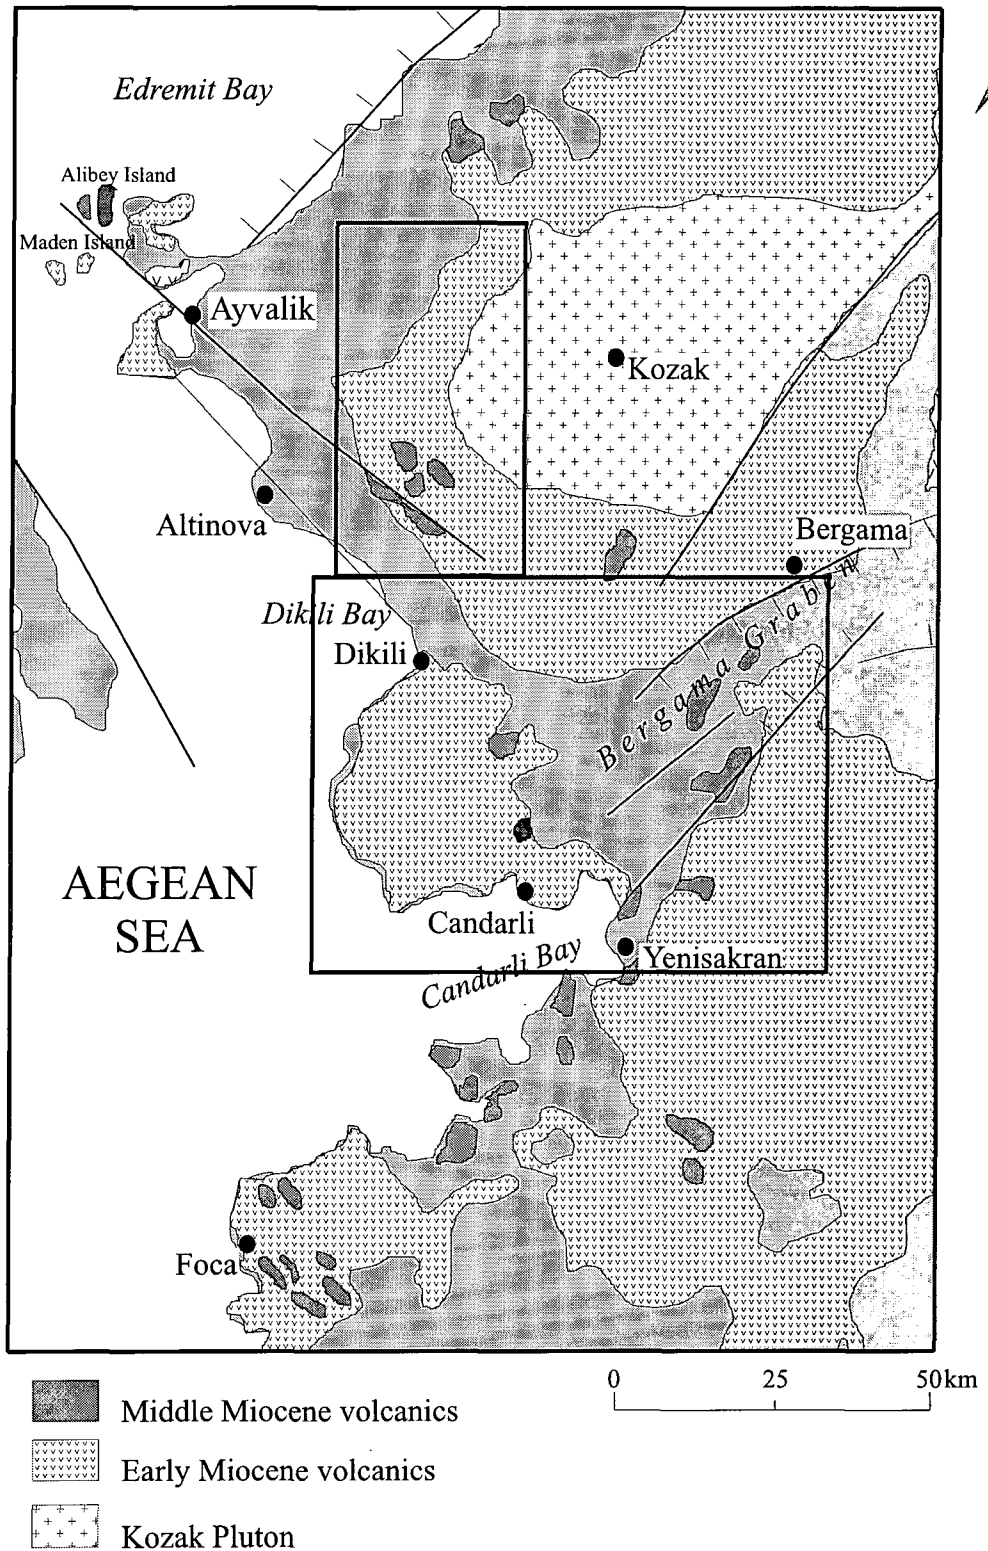 Edremit Bay
Alibey Island
Maden Island
Ayvalik
Kozak
Altinova
Bergama
Dikili Bay
Dikili
Bergama Graben
AEGEAN
SEA
Candarli
Yenisakran
Candarli Bay
Foca
0 25 50km
Middle Miocene volcanics
Early Miocene volcanics
Kozak Pluton